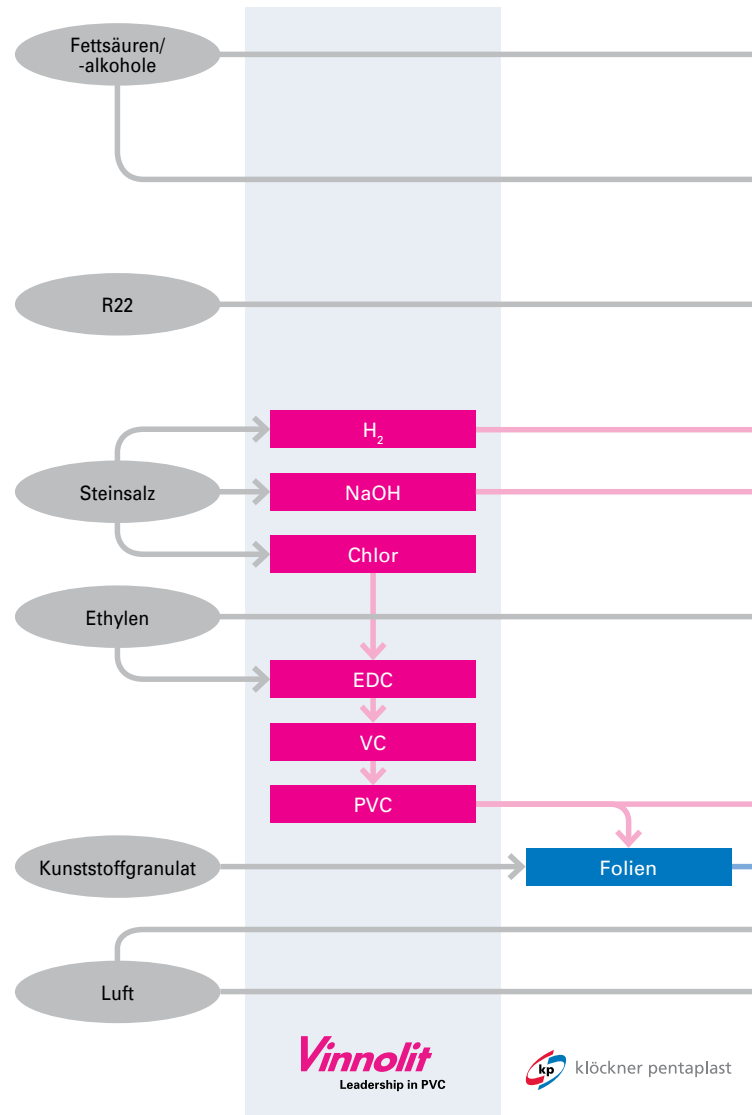 Fettsäuren/
-alkohole
R22
H₂
Steinsalz
NaOH
Chlor
Ethylen
EDC
VC
PVC
Kunststoffgranulat
Folien
Luft
Vinnolit
Leadership in PVC
kp klöckner pentaplast